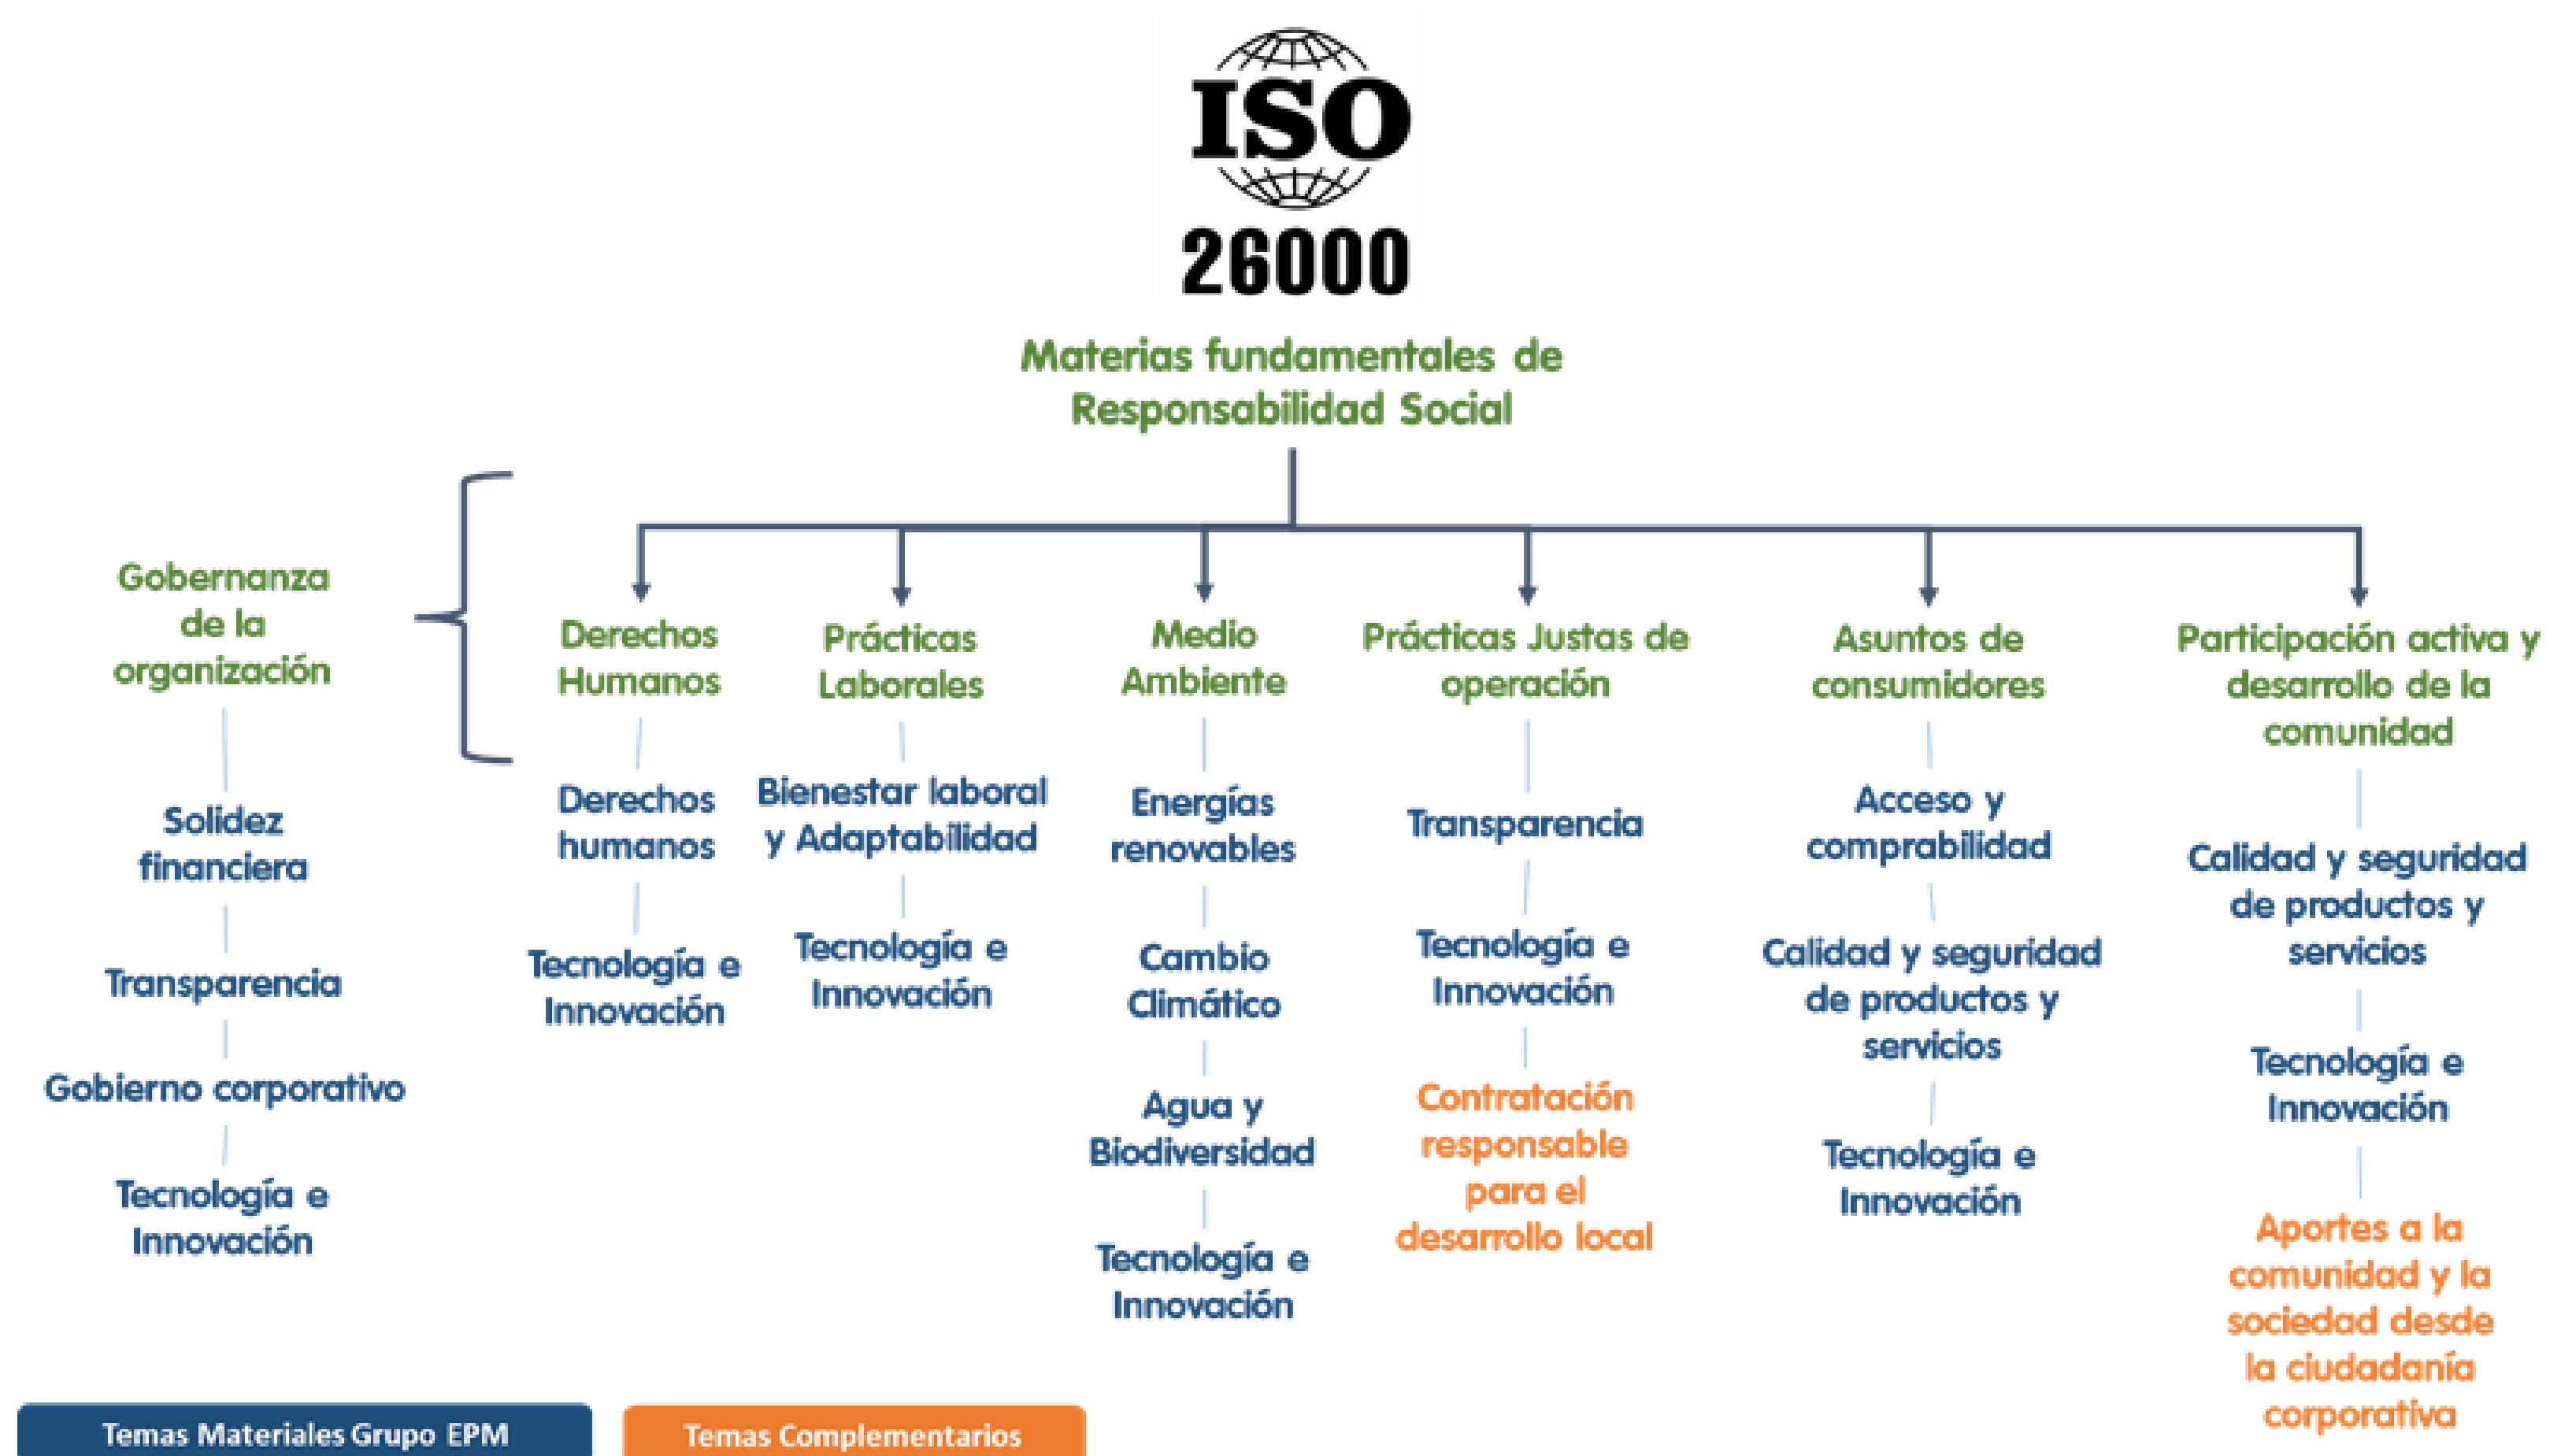 ISO
26000
Materias fundamentales de
Responsabilidad Social
Gobernanza
de la
organización
Solidez
financiera
Transparencia
Gobierno corporativo
Tecnología e
Innovación
Derechos
Humanos
Derechos
humanos
Tecnología e
Innovación
Prácticas
Laborales
Bienestar laboral
y Adaptabilidad
Tecnología e
Innovación
Medio
Ambiente
Energías
renovables
Cambio
Climático
Agua y
Biodiversidad
Tecnología e
Innovación
Prácticas Justas de
operación
Transparencia
Tecnología e
Innovación
Contratación
responsable
para el
desarrollo local
Asuntos de
consumidores
Acceso y
comprabilidad
Calidad y seguridad
de productos y
servicios
Tecnología e
Innovación
Participación activa y
desarrollo de la
comunidad
Calidad y seguridad
de productos y
servicios
Tecnología e
Innovación
Aportes a la
comunidad y la
sociedad desde
la ciudadanía
corporativa
Temas Materiales Grupo EPM
Temas Complementarios